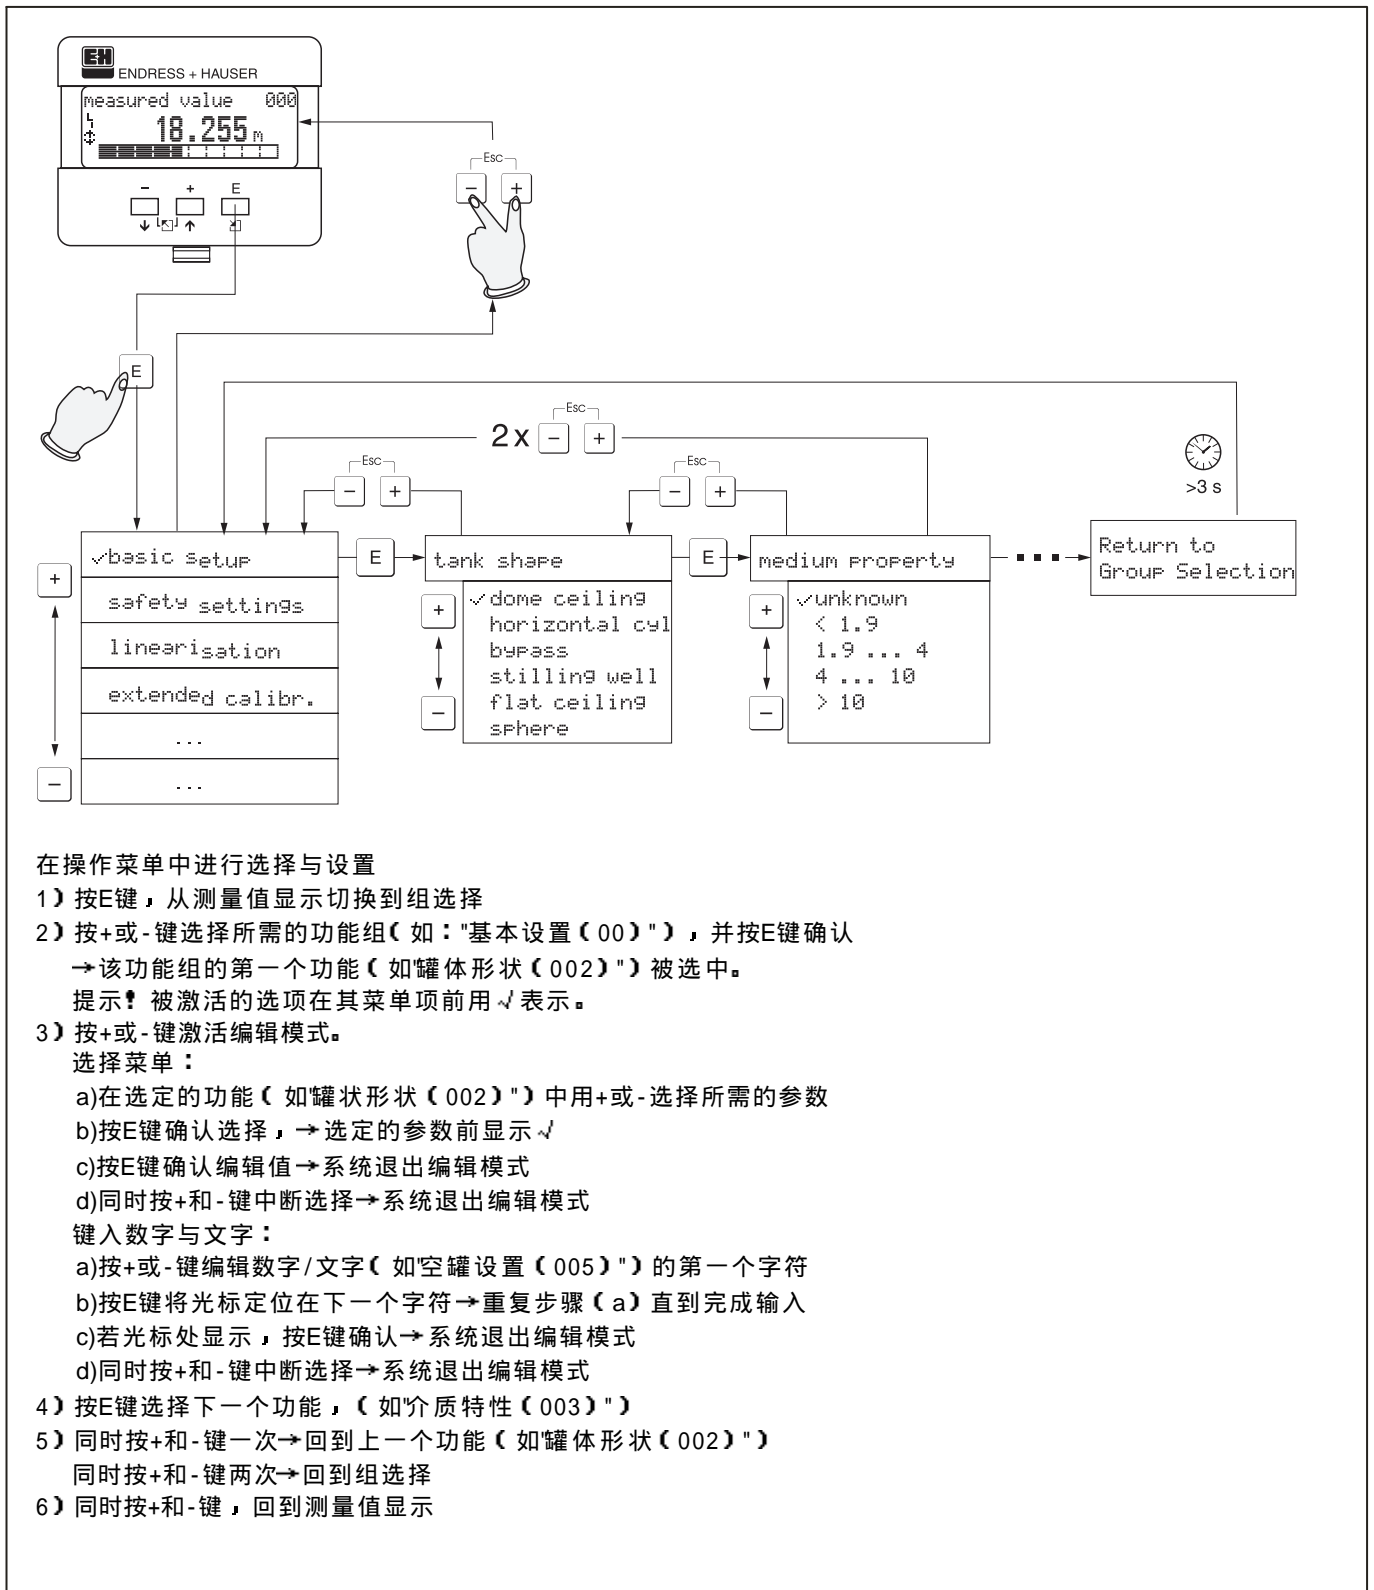 EH
ENDRESS + HAUSER
measured value 000
18.255 m
- + E
Esc
- +
E
Esc
2x - +
Esc
- +
Esc
- +
>3 s
✓basic setup
E
tank shape
E
medium property
Return to
Group Selection
+
safety settings
linearisation
extended calibr.
...
...
-
+
-
✓dome ceiling
horizontal cyl
bypass
stilling well
flat ceiling
sphere
+
-
✓unknown
< 1.9
1.9 ... 4
4 ... 10
> 10
在操作菜单中进行选择与设置
1）按E键，从测量值显示切换到组选择
2）按+或-键选择所需的功能组（如："基本设置（00）"），并按E键确认
→该功能组的第一个功能（如"罐体形状（002）"）被选中。
提示！被激活的选项在其菜单项前用√表示。
3）按+或-键激活编辑模式。
选择菜单：
a)在选定的功能（如"罐状形状（002）"）中用+或-选择所需的参数
b)按E键确认选择，→选定的参数前显示√
c)按E键确认编辑值→系统退出编辑模式
d)同时按+和-键中断选择→系统退出编辑模式
键入数字与文字：
a)按+或-键编辑数字/文字（如"空罐设置（005）"）的第一个字符
b)按E键将光标定位在下一个字符→重复步骤（a）直到完成输入
c)若光标处显示，按E键确认→系统退出编辑模式
d)同时按+和-键中断选择→系统退出编辑模式
4）按E键选择下一个功能，（如"介质特性（003）"）
5）同时按+和-键一次→回到上一个功能（如"罐体形状（002）"）
同时按+和-键两次→回到组选择
6）同时按+和-键，回到测量值显示